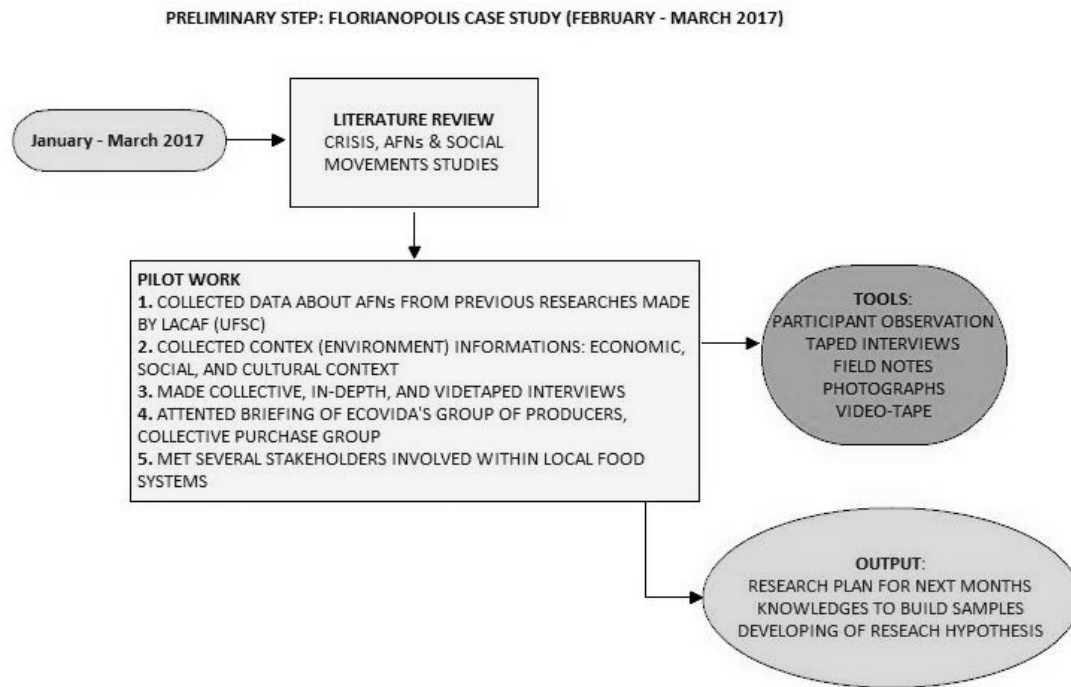 PRELIMINARY STEP: FLORIANOPOLIS CASE STUDY (FEBRUARY - MARCH 2017)
January - March 2017
LITERATURE REVIEW
CRISIS, AFNs & SOCIAL
MOVEMENTS STUDIES
PILOT WORK
1. COLLECTED DATA ABOUT AFNs FROM PREVIOUS RESEARCHES MADE
BY LACAF (UFSC)
2. COLLECTED CONTEX (ENVIRONMENT) INFORMATIONS: ECONOMIC,
SOCIAL, AND CULTURAL CONTEXT
3. MADE COLLECTIVE, IN-DEPTH, AND VIDETAPED INTERVIEWS
4. ATTENTED BRIEFING OF ECOVIDA'S GROUP OF PRODUCERS,
COLLECTIVE PURCHASE GROUP
5. MET SEVERAL STAKEHOLDERS INVOLVED WITHIN LOCAL FOOD
SYSTEMS
TOOLS:
PARTICIPANT OBSERVATION
TAPED INTERVIEWS
FIELD NOTES
PHOTOGRAPHS
VIDEO-TAPE
OUTPUT:
RESEARCH PLAN FOR NEXT MONTHS
KNOWLEDGES TO BUILD SAMPLES
DEVELOPING OF RESEACH HYPOTHESIS